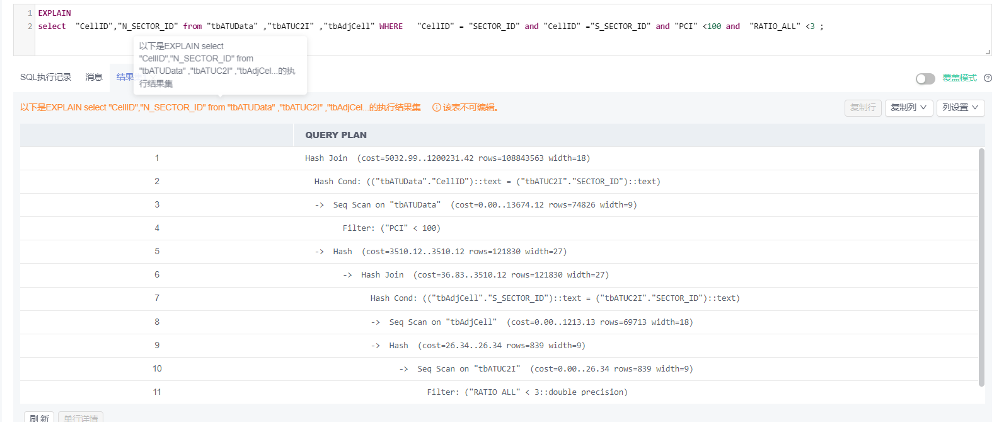 1 EXPLAIN
2 select "CellID","N_SECTOR_ID" from "tbATUData" ,"tbATUC2I" ,"tbAdjCell" WHERE "CellID" = "SECTOR_ID" and "CellID" ="S_SECTOR_ID" and "PCI" <100 and "RATIO_ALL" <3 ;
以下是EXPLAIN select
"CellID","N_SECTOR_ID" from
"tbATUData" ,"tbATUC2I" ,"tbAdjCel...的执
行结果集
SQL执行记录 消息 结果
覆盖模式
以下是EXPLAIN select "CellID","N_SECTOR_ID" from "tbATUData" ,"tbATUC2I" ,"tbAdjCel...的执行结果集 该表不可编辑。
复制行 复制列 列设置
QUERY PLAN
1 Hash Join (cost=5032.99..1200231.42 rows=108843563 width=18)
2 Hash Cond: (("tbATUData"."CellID")::text = ("tbATUC2I"."SECTOR_ID")::text)
3 -> Seq Scan on "tbATUData" (cost=0.00..13674.12 rows=74826 width=9)
4 Filter: ("PCI" < 100)
5 -> Hash (cost=3510.12..3510.12 rows=121830 width=27)
6 -> Hash Join (cost=36.83..3510.12 rows=121830 width=27)
7 Hash Cond: (("tbAdjCell"."S_SECTOR_ID")::text = ("tbATUC2I"."SECTOR_ID")::text)
8 -> Seq Scan on "tbAdjCell" (cost=0.00..1213.13 rows=69713 width=18)
9 -> Hash (cost=26.34..26.34 rows=839 width=9)
10 -> Seq Scan on "tbATUC2I" (cost=0.00..26.34 rows=839 width=9)
11 Filter: ("RATIO ALL" < 3::double precision)
刷新 单行详情